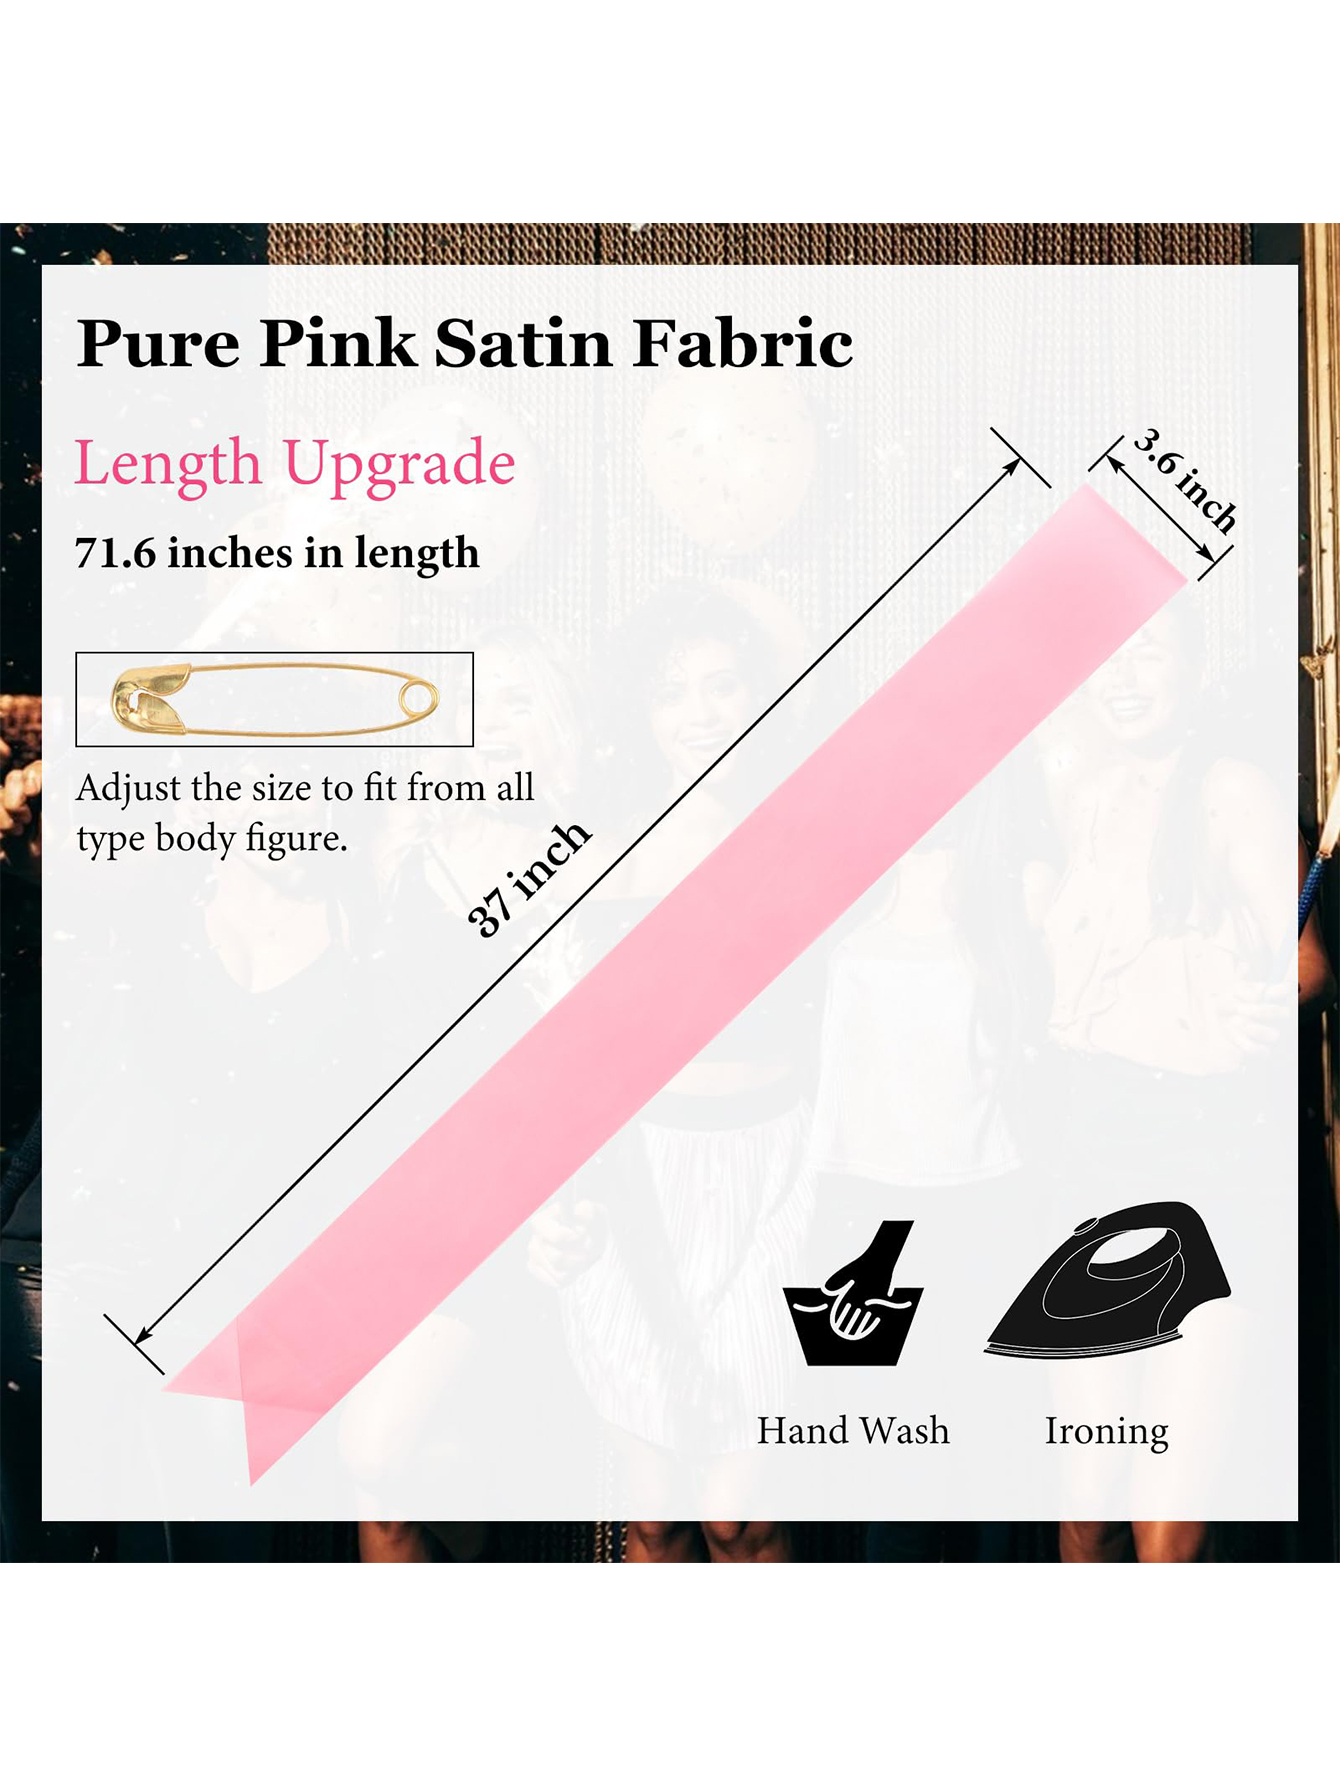 Pure Pink Satin Fabric
Length Upgrade
71.6 inches in length
3.6 inch
Adjust the size to fit from all
type body figure.
37 inch
Hand Wash
Ironing